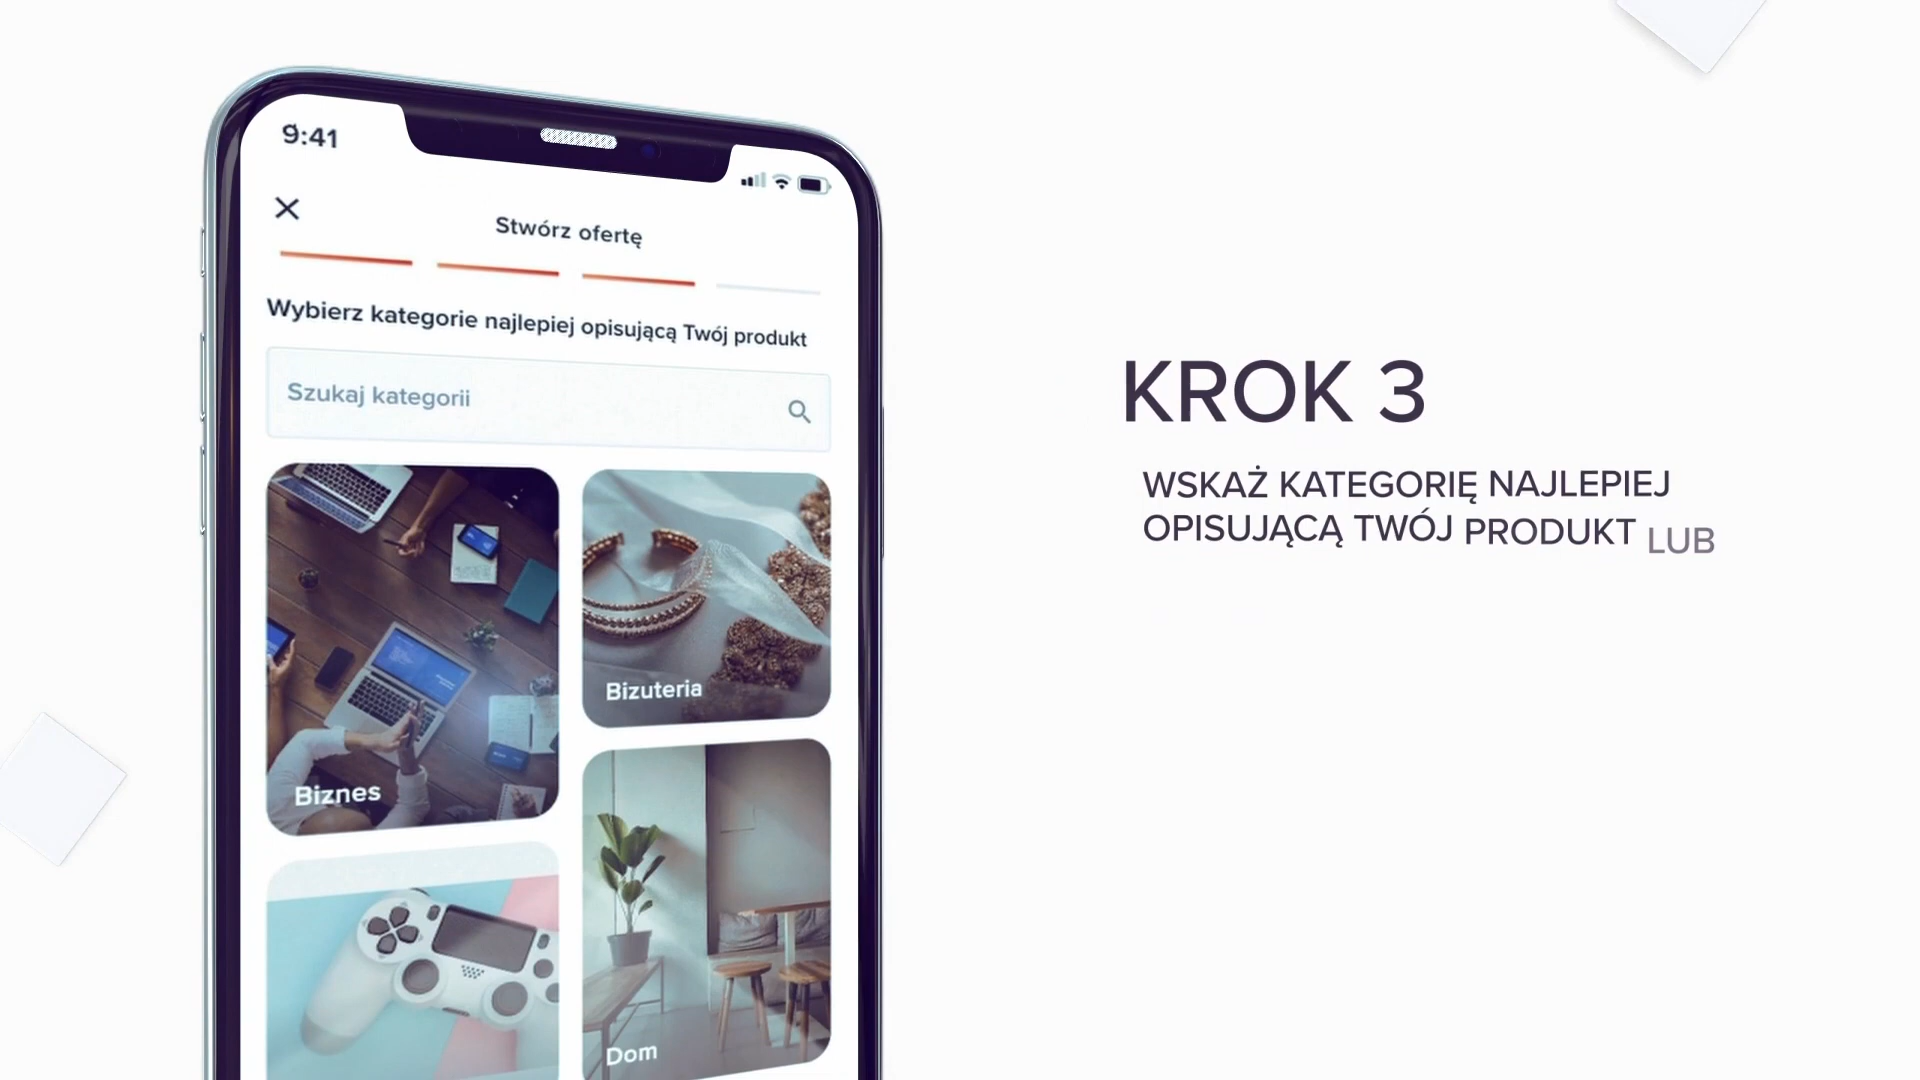 9:41
Stwórz ofertę
Wybierz kategorie najlepiej opisującą Twój produkt
Szukaj kategorii
Biznes
Bizuteria
Dom
KROK 3
WSKAŻ KATEGORIĘ NAJLEPIEJ
OPISUJĄCĄ TWÓJ PRODUKT LUB